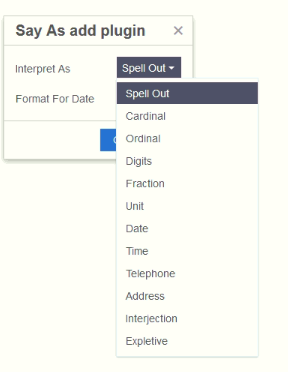 Say As add plugin ×
Interpret As Spell Out
Format For Date
Spell Out
Cardinal
Ordinal
Digits
Fraction
Unit
Date
Time
Telephone
Address
Interjection
Expletive